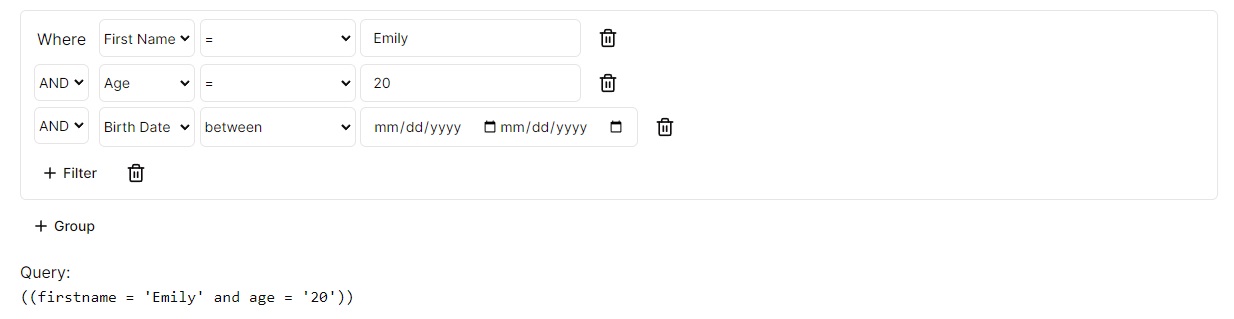 Where First Name = Emily
AND Age = 20
AND Birth Date between mm/dd/yyyy mm/dd/yyyy
+ Filter
+ Group
Query:
((firstname = 'Emily' and age = '20'))